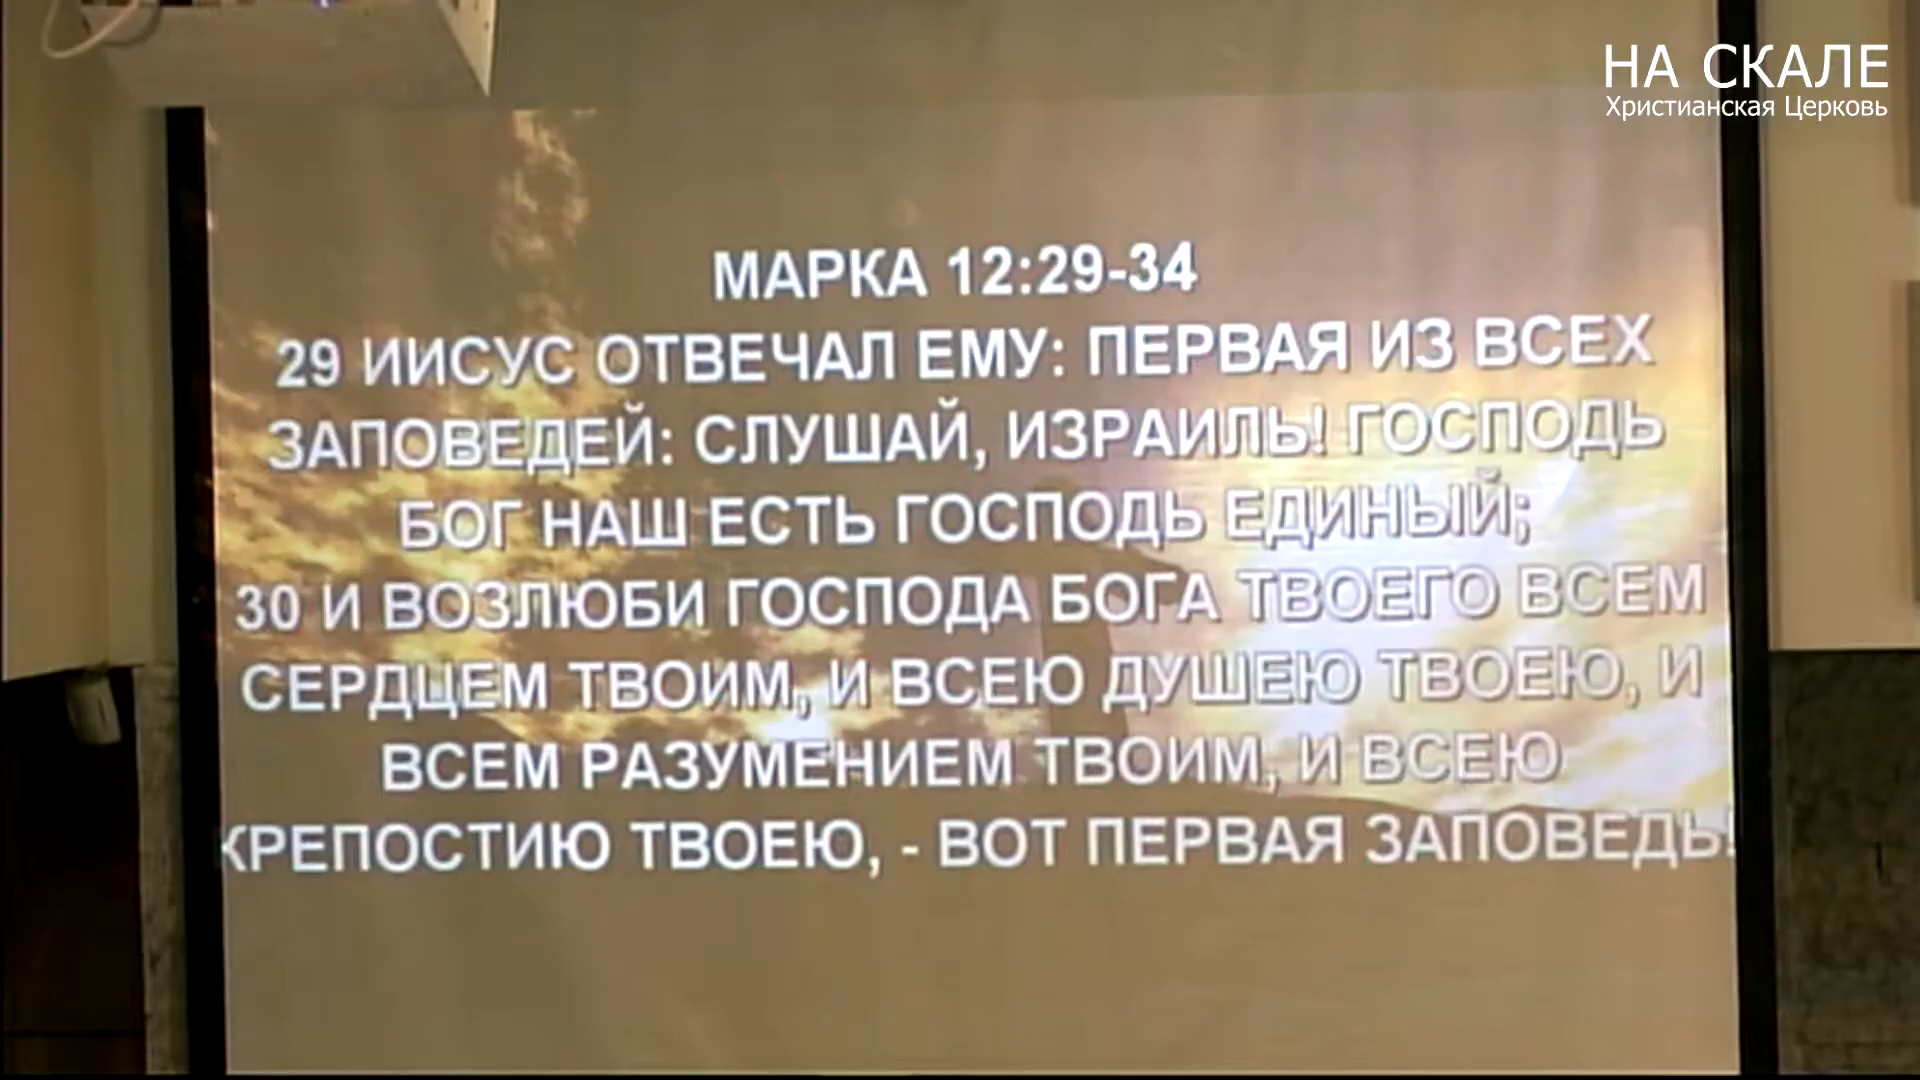 НА СКАЛЕ
Христианская Церковь
МАРКА 12:29-34
29 ИИСУС ОТВЕЧАЛ ЕМУ: ПЕРВАЯ ИЗ ВСЕХ
ЗАПОВЕДЕЙ: СЛУШАЙ, ИЗРАИЛЬ! ГОСПОДЬ
БОГ НАШ ЕСТЬ ГОСПОДЬ ЕДИНЫЙ;
30 И ВОЗЛЮБИ ГОСПОДА БОГА ТВОЕГО ВСЕМ
СЕРДЦЕМ ТВОИМ, И ВСЕЮ ДУШЕЮ ТВОЕЮ, И
ВСЕМ РАЗУМЕНИЕМ ТВОИМ, И ВСЕЮ
КРЕПОСТИЮ ТВОЕЮ, - ВОТ ПЕРВАЯ ЗАПОВЕДЬ!